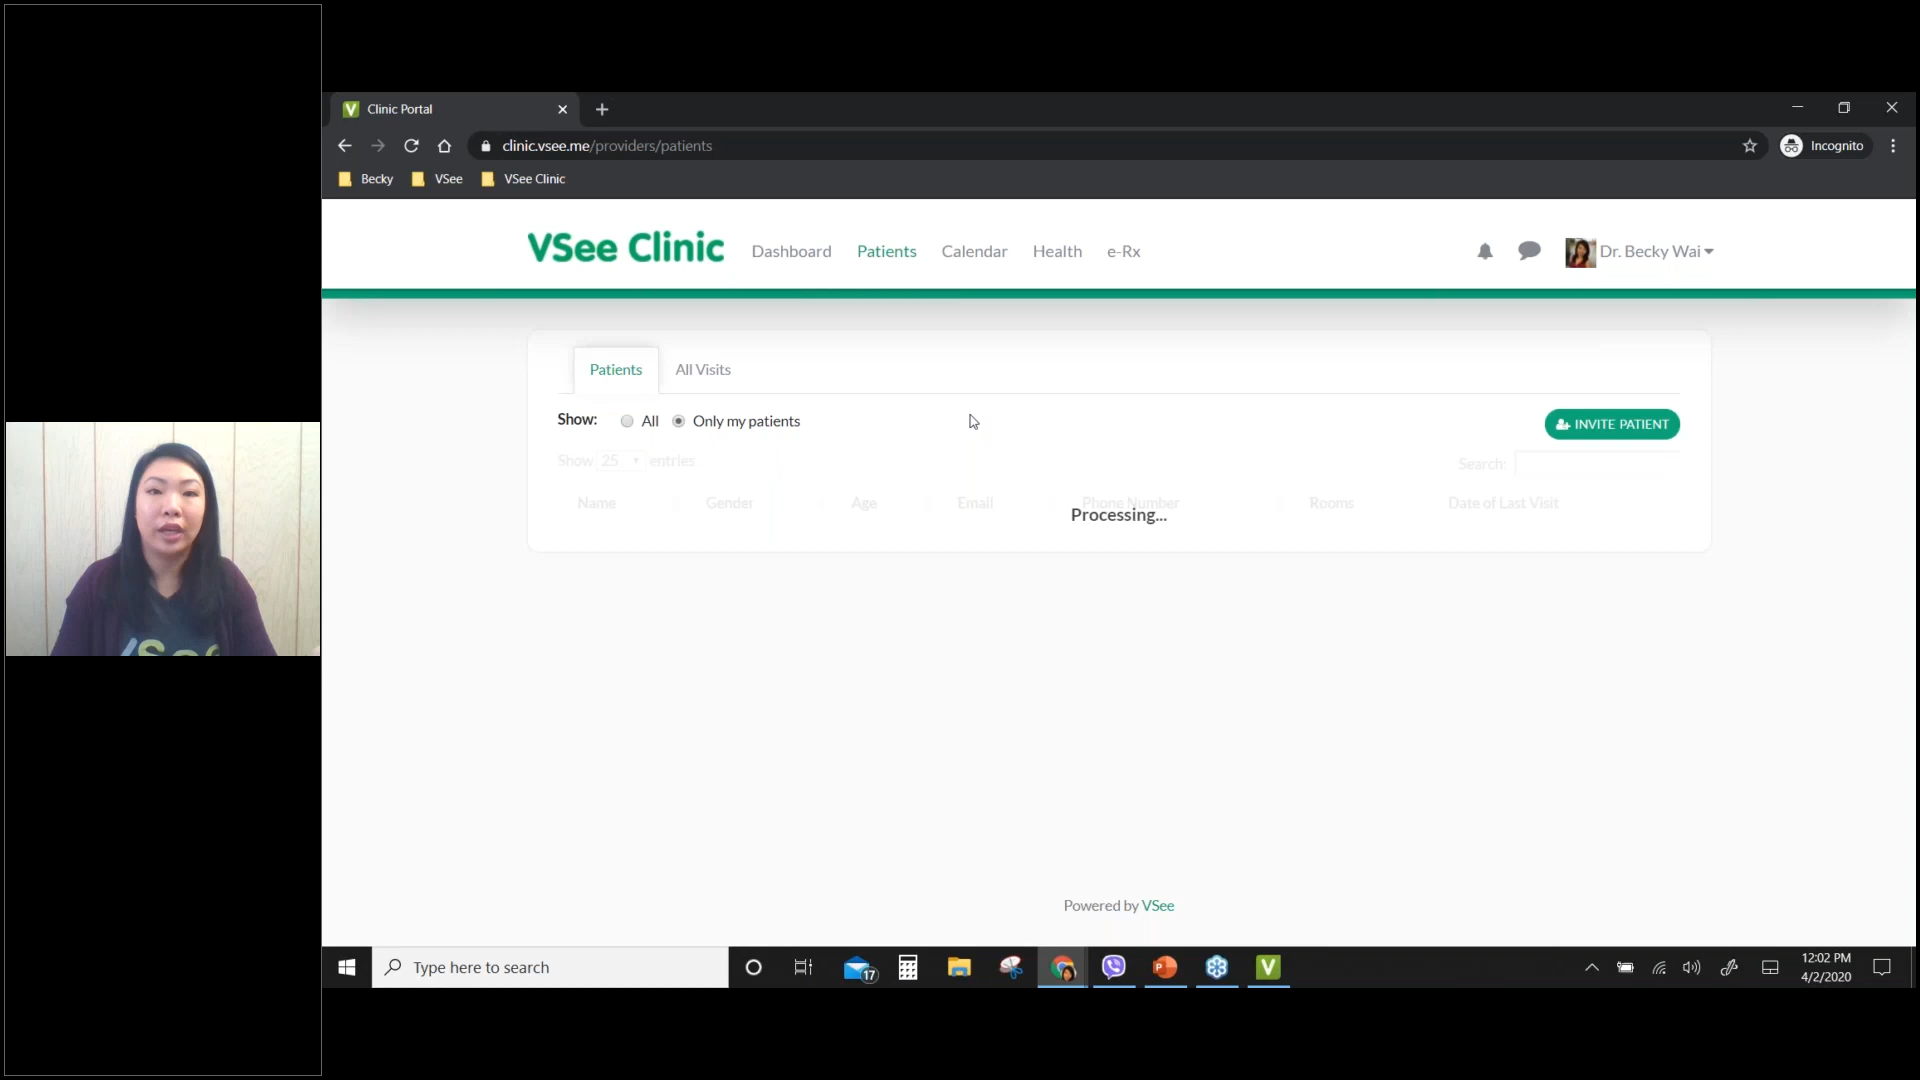 Clinic Portal
clinic.vsee.me/providers/patients
Incognito
Becky VSee VSee Clinic
VSee Clinic Dashboard Patients Calendar Health e-Rx Dr. Becky Wai
Patients All Visits
Show: All Only my patients INVITE PATIENT
Show 25 entries Search:
Name Gender Age Email Phone Number Rooms Date of Last Visit
Processing...
Powered by VSee
Type here to search
17
12:02 PM
4/2/2020